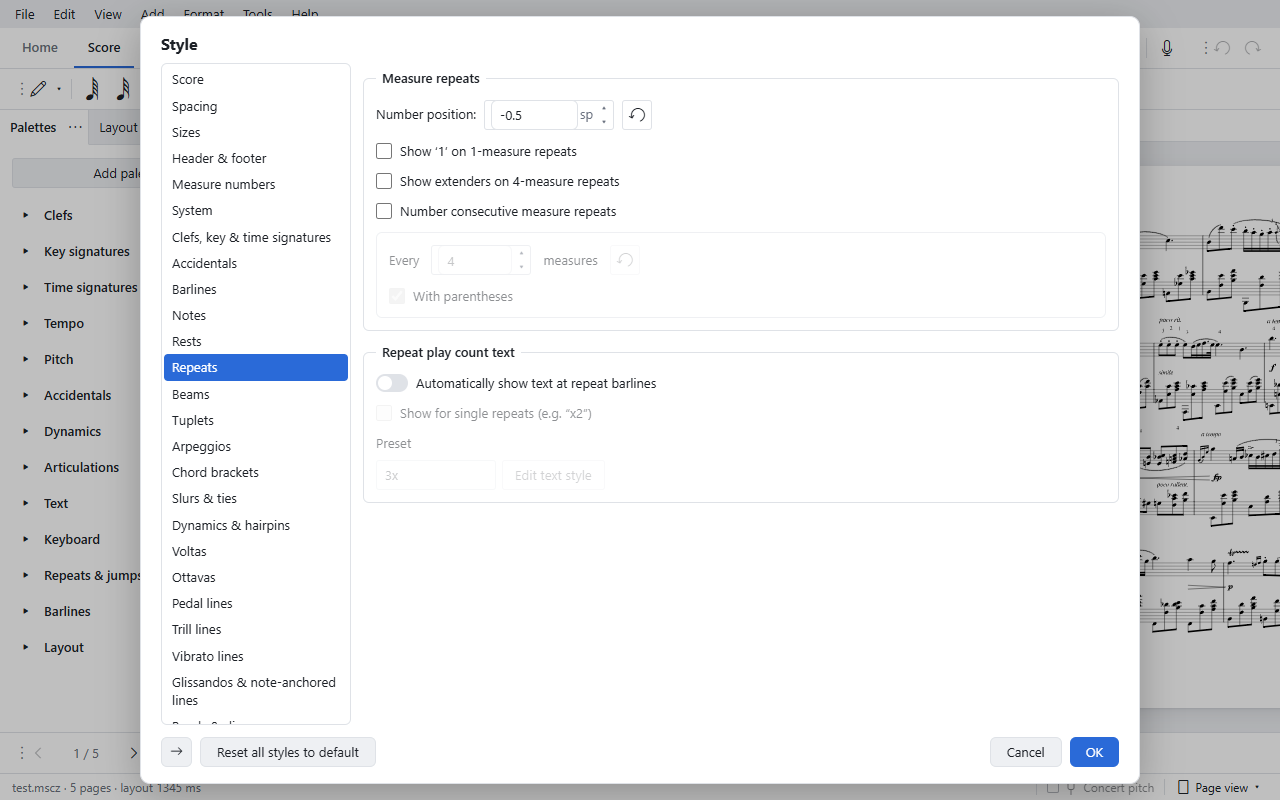 File Edit View Add Format Tools Help
Style
Home Score
Palettes Layout
Add pale
Clefs
Key signatures
Time signatures
Tempo
Pitch
Accidentals
Dynamics
Articulations
Text
Keyboard
Repeats & jumps
Barlines
Layout
1 / 5
test.mscz · 5 pages · layout 1345 ms
Score
Spacing
Sizes
Header & footer
Measure numbers
System
Clefs, key & time signatures
Accidentals
Barlines
Notes
Rests
Repeats
Beams
Tuplets
Arpeggios
Chord brackets
Slurs & ties
Dynamics & hairpins
Voltas
Ottavas
Pedal lines
Trill lines
Vibrato lines
Glissandos & note-anchored
lines
Measure repeats
Number position: -0.5 sp
Show ‘1’ on 1-measure repeats
Show extenders on 4-measure repeats
Number consecutive measure repeats
Every 4 measures
With parentheses
Repeat play count text
Automatically show text at repeat barlines
Show for single repeats (e.g. “x2”)
Preset
3x Edit text style
Reset all styles to default Cancel OK
paco rit.
simile
a tempo
poco rallent.
Concert pitch Page view